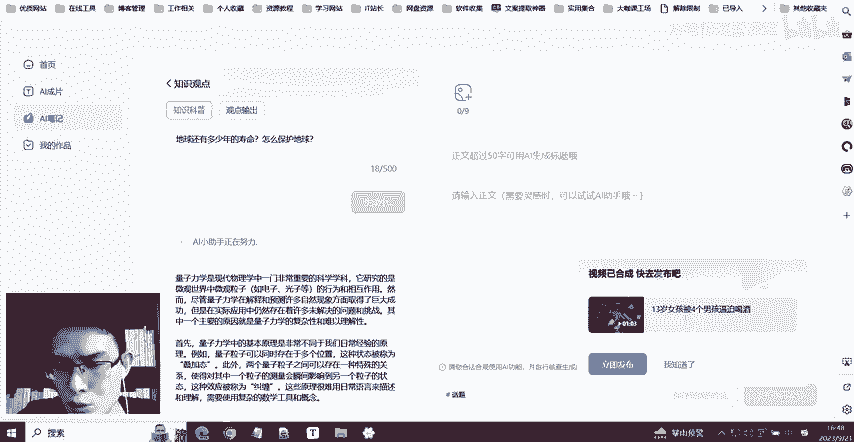 优质网站 在线工具 博客管理 工作相关 个人收藏 资源教程 学习网站 IT站长 网盘资源 软件收集 文案提取神器 实用集合 大咖课工场 解除限制 已导入 其他收藏夹
首页
AI成片
AI笔记
我的作品
知识观点
知识科普 观点输出
地球还有多少年的寿命？怎么保护地球？
18/500
AI小助手正在努力.
量子力学是现代物理学中一门非常重要的科学学科，它研究的是
微观世界中微观粒子（如电子、光子等）的行为和相互作用。然
而，尽管量子力学在解释和预测许多自然现象方面取得了巨大成
功，但是在实际应用中仍然存在着许多未解决的问题和挑战。其
中一个主要的原因就是量子力学的复杂性和难以理解性。
首先，量子力学中的基本原理是非常不同于我们日常经验的原
理。例如，量子粒子可以同时存在于多个位置，这种状态被称为
“叠加态”。此外，两个量子粒子之间可以存在一种特殊的关
系，使得对其中一个粒子的测量会瞬间影响到另一个粒子的状
态，这种效应被称为“纠缠”。这些原理很难用日常语言来描述
和理解，需要使用复杂的数学工具和概念。
0/9
正文超过50字可用AI生成标题哦
请输入正文（需要灵感时，可以试试AI助手哦~）
# 话题
视频已合成 快去发布吧
01:03
13岁女孩被4个男孩逼迫喝酒
立即发布 我知道了
搜索
暴雨预警
16:48
2023/9/21